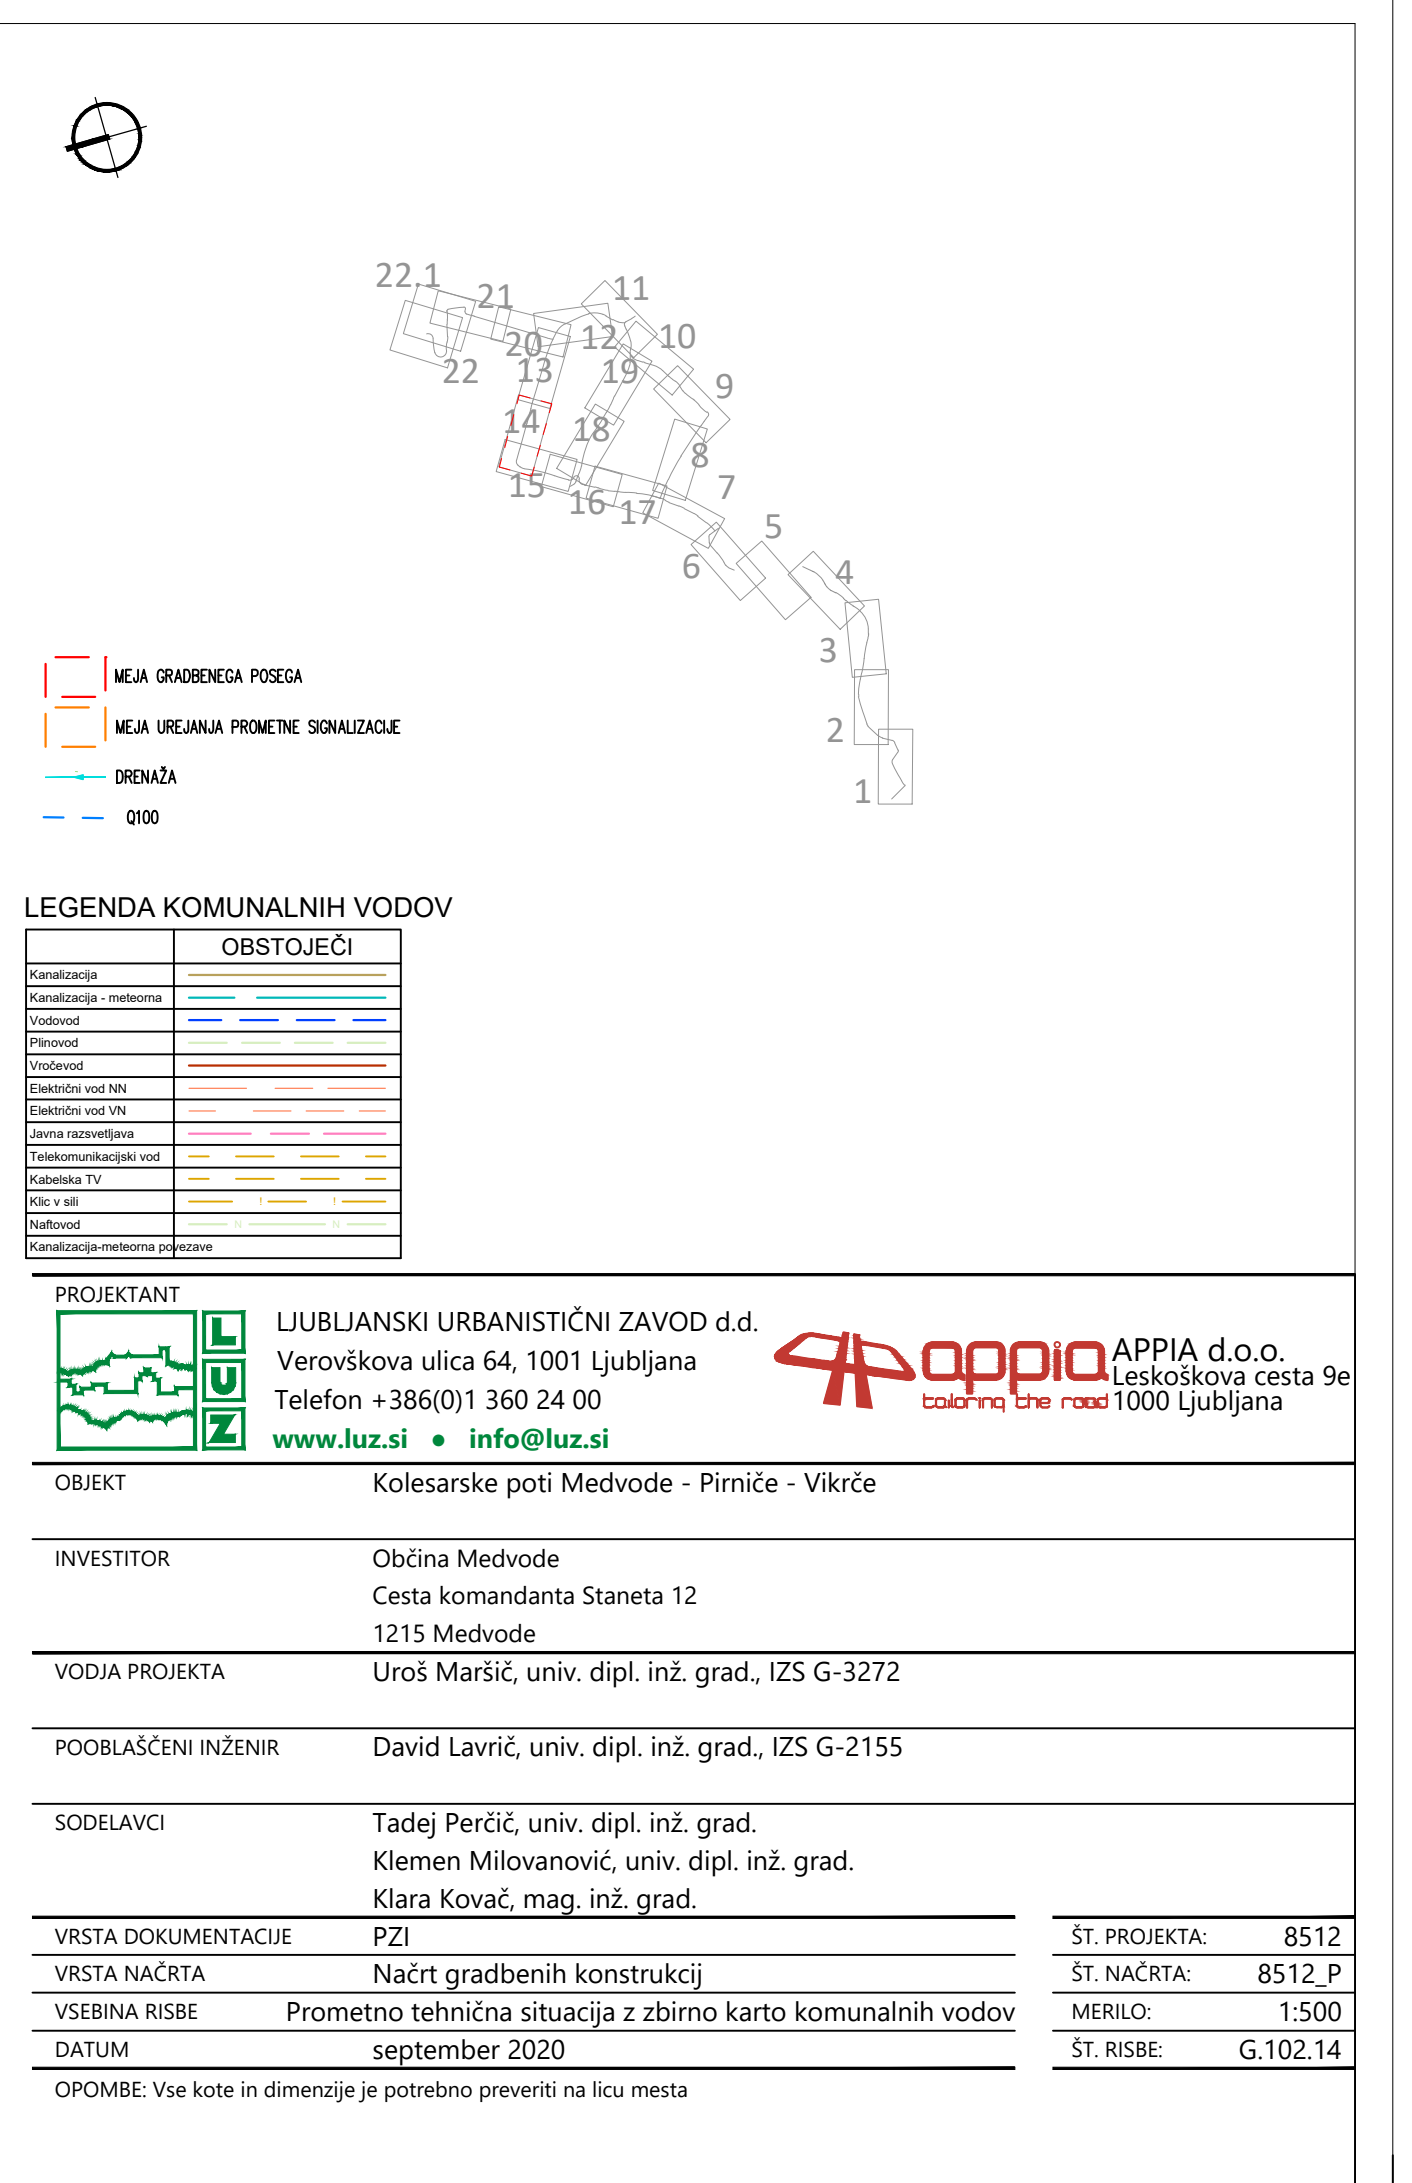 22.1
21
11
20
12
10
22
13
19
9
14
18
8
15
16
17
7
5
6
4
3
2
1
MEJA GRADBENEGA POSEGA
MEJA UREJANJA PROMETNE SIGNALIZACIJE
DRENAŽA
Q100
LEGENDA KOMUNALNIH VODOV
OBSTOJEČI
Kanalizacija
Kanalizacija - meteorna
Vodovod
Plinovod
Vročevod
Električni vod NN
Električni vod VN
Javna razsvetljava
Telekomunikacijski vod
Kabelska TV
Klic v sili ! !
Naftovod N N
Kanalizacija-meteorna povezave
PROJEKTANT
LUZ
LJUBLJANSKI URBANISTIČNI ZAVOD d.d.
Verovškova ulica 64, 1001 Ljubljana
Telefon +386(0)1 360 24 00
www.luz.si • info@luz.si
appia
tailoring the road
APPIA d.o.o.
Leskoškova cesta 9e
1000 Ljubljana
OBJEKT Kolesarske poti Medvode - Pirniče - Vikrče
INVESTITOR Občina Medvode
Cesta komandanta Staneta 12
1215 Medvode
VODJA PROJEKTA Uroš Maršič, univ. dipl. inž. grad., IZS G-3272
POOBLAŠČENI INŽENIR David Lavrič, univ. dipl. inž. grad., IZS G-2155
SODELAVCI Tadej Perčič, univ. dipl. inž. grad.
Klemen Milovanović, univ. dipl. inž. grad.
Klara Kovač, mag. inž. grad.
VRSTA DOKUMENTACIJE PZI ŠT. PROJEKTA: 8512
VRSTA NAČRTA Načrt gradbenih konstrukcij ŠT. NAČRTA: 8512_P
VSEBINA RISBE Prometno tehnična situacija z zbirno karto komunalnih vodov MERILO: 1:500
DATUM september 2020 ŠT. RISBE: G.102.14
OPOMBE: Vse kote in dimenzije je potrebno preveriti na licu mesta